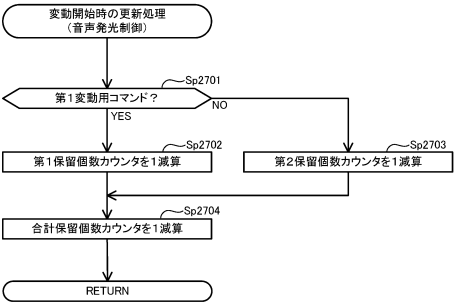 変動開始時の更新処理
(音声発光制御)
Sp2701
第1変動用コマンド?
NO
YES
Sp2702
第1保留個数カウンタを1減算
Sp2703
第2保留個数カウンタを1減算
Sp2704
合計保留個数カウンタを1減算
RETURN